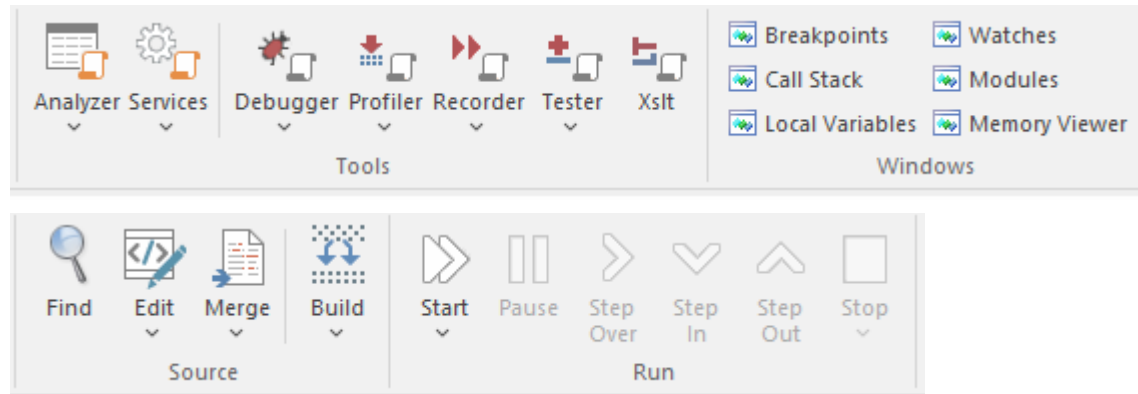 Breakpoints Watches
Call Stack Modules
Analyzer Services Debugger Profiler Recorder Tester Xslt
Local Variables Memory Viewer
Tools Windows
</>
Find Edit Merge Build Start Pause Step Over Step In Step Out Stop
Source Run